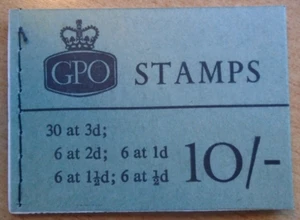 GPO STAMPS
30 at 3d;
6 at 2d; 6 at 1d
6 at 1½d; 6 at ½d
10/-